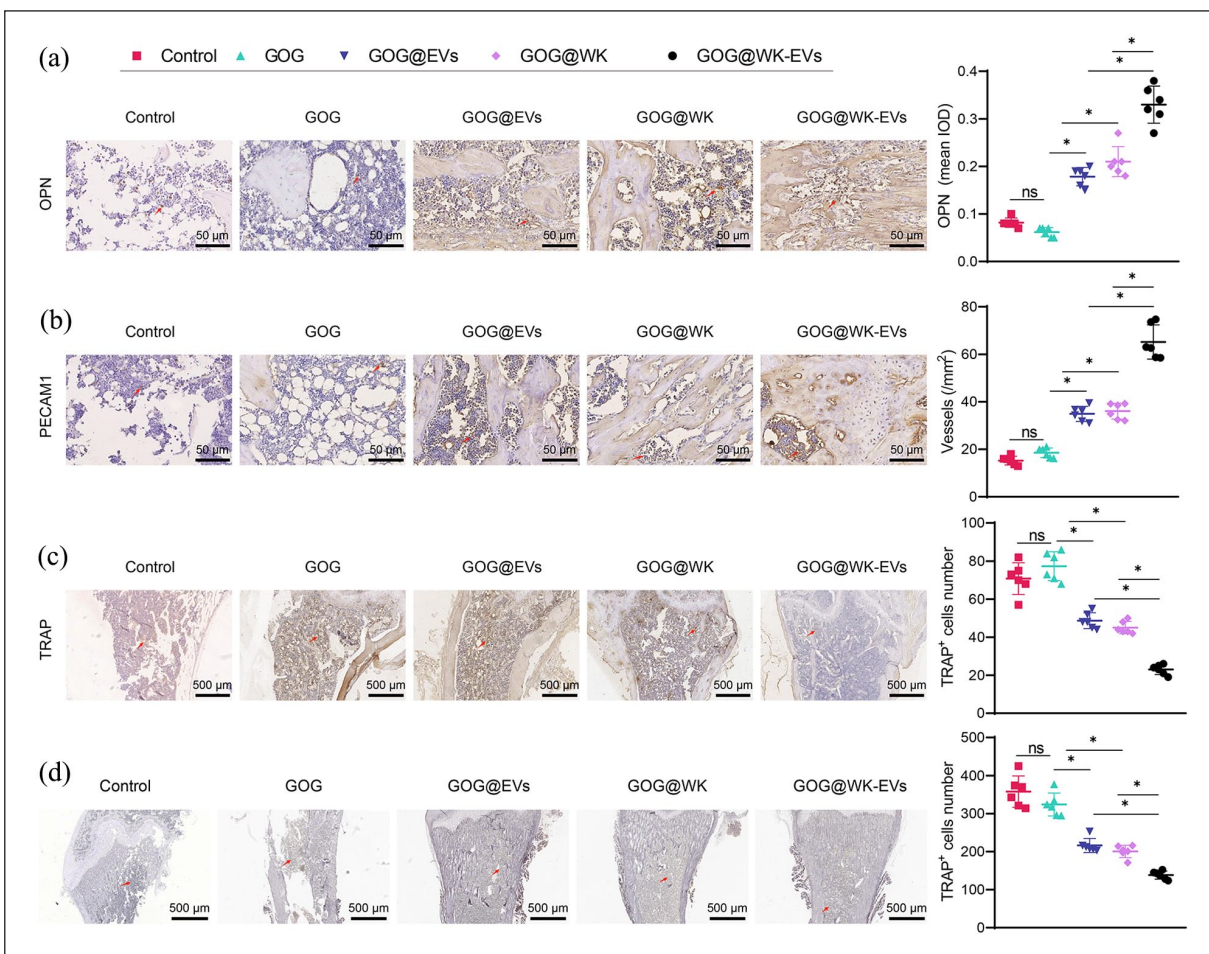 (a)
Control GOG GOG@EVs GOG@WK GOG@WK-EVs
Control GOG GOG@EVs GOG@WK GOG@WK-EVs
OPN
50 µm 50 µm 50 µm 50 µm 50 µm
OPN (mean IOD)
0.4
0.3
0.2
0.1
0.0
ns * * * *
(b)
Control GOG GOG@EVs GOG@WK GOG@WK-EVs
PECAM1
50 µm 50 µm 50 µm 50 µm 50 µm
Vessels (/mm²)
80
60
40
20
0
ns * * * *
(c)
Control GOG GOG@EVs GOG@WK GOG@WK-EVs
TRAP
500 µm 500 µm 500 µm 500 µm 500 µm
TRAP⁺ cells number
100
80
60
40
20
0
ns * * * *
(d)
Control GOG GOG@EVs GOG@WK GOG@WK-EVs
500 µm 500 µm 500 µm 500 µm 500 µm
TRAP⁺ cells number
500
400
300
200
100
0
ns * * * *